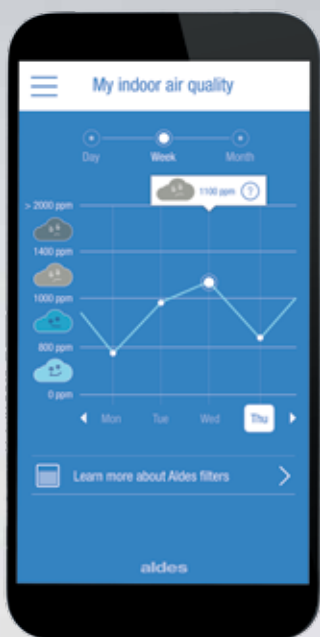 My indoor air quality
Day Week Month
1100 ppm ?
> 2000 ppm
1400 ppm
1000 ppm
800 ppm
0 ppm
Mon Tue Wed Thu
Learn more about Aldes filters
aldes